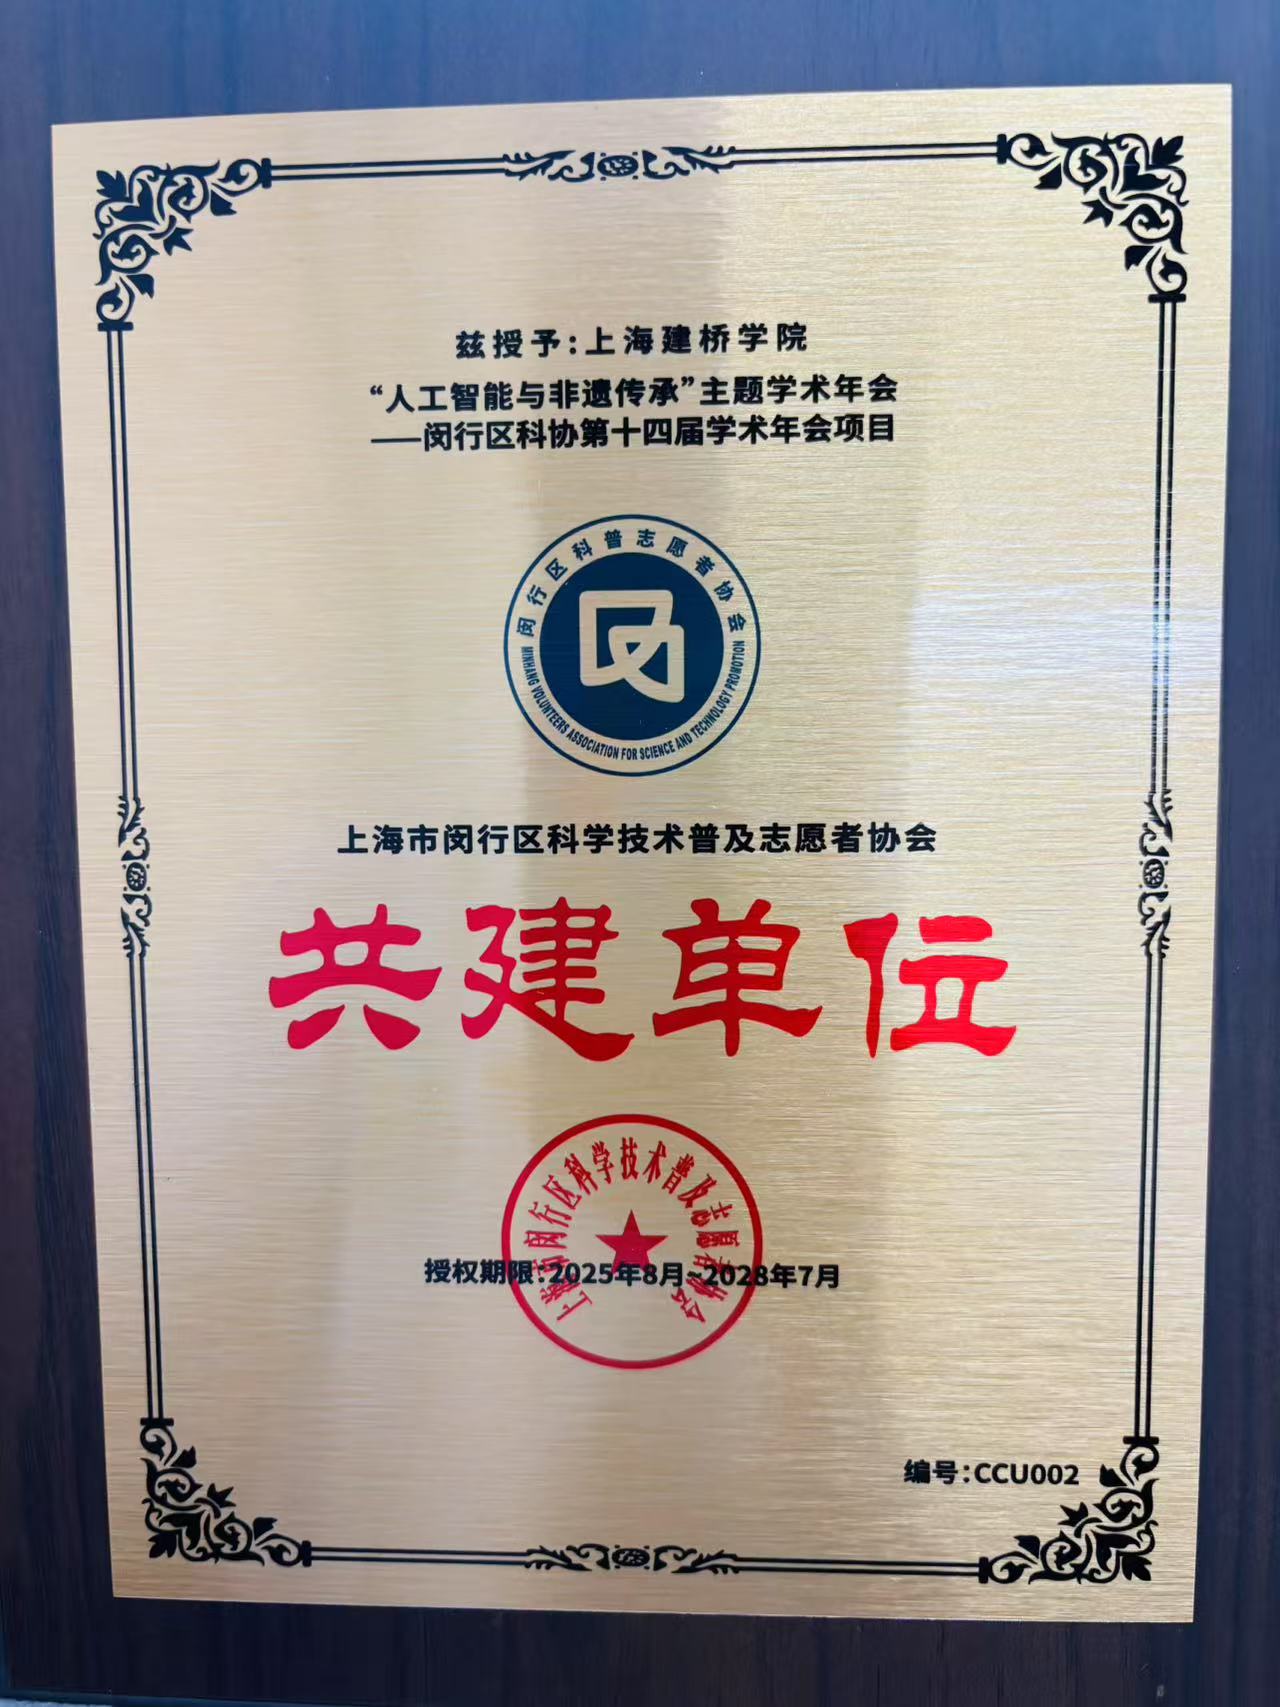 兹授予:上海建桥学院
“人工智能与非遗传承”主题学术年会
——闵行区科协第十四届学术年会项目
闵行区科普志愿者协会
MINHANG VOLUNTEERS ASSOCIATION FOR SCIENCE AND TECHNOLOGY PROMOTION
上海市闵行区科学技术普及志愿者协会
共建单位
上海市闵行区科学技术普及志愿者协会
授权期限:2025年8月~2028年7月
编号:CCU002